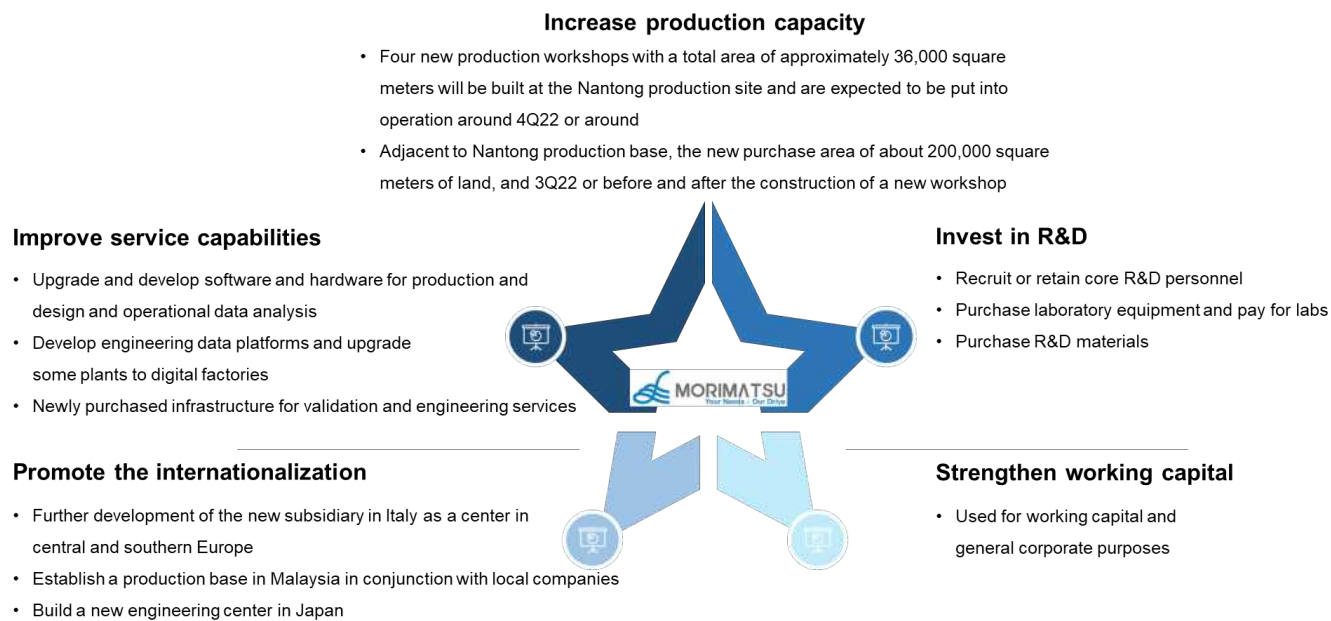 Increase production capacity
• Four new production workshops with a total area of approximately 36,000 square
meters will be built at the Nantong production site and are expected to be put into
operation around 4Q22 or around
• Adjacent to Nantong production base, the new purchase area of about 200,000 square
meters of land, and 3Q22 or before and after the construction of a new workshop
Improve service capabilities
• Upgrade and develop software and hardware for production and
design and operational data analysis
• Develop engineering data platforms and upgrade
some plants to digital factories
• Newly purchased infrastructure for validation and engineering services
Invest in R&D
• Recruit or retain core R&D personnel
• Purchase laboratory equipment and pay for labs
• Purchase R&D materials
MORIMATSU
Your Needs - Our Drive
Promote the internationalization
• Further development of the new subsidiary in Italy as a center in
central and southern Europe
• Establish a production base in Malaysia in conjunction with local companies
• Build a new engineering center in Japan
Strengthen working capital
• Used for working capital and
general corporate purposes